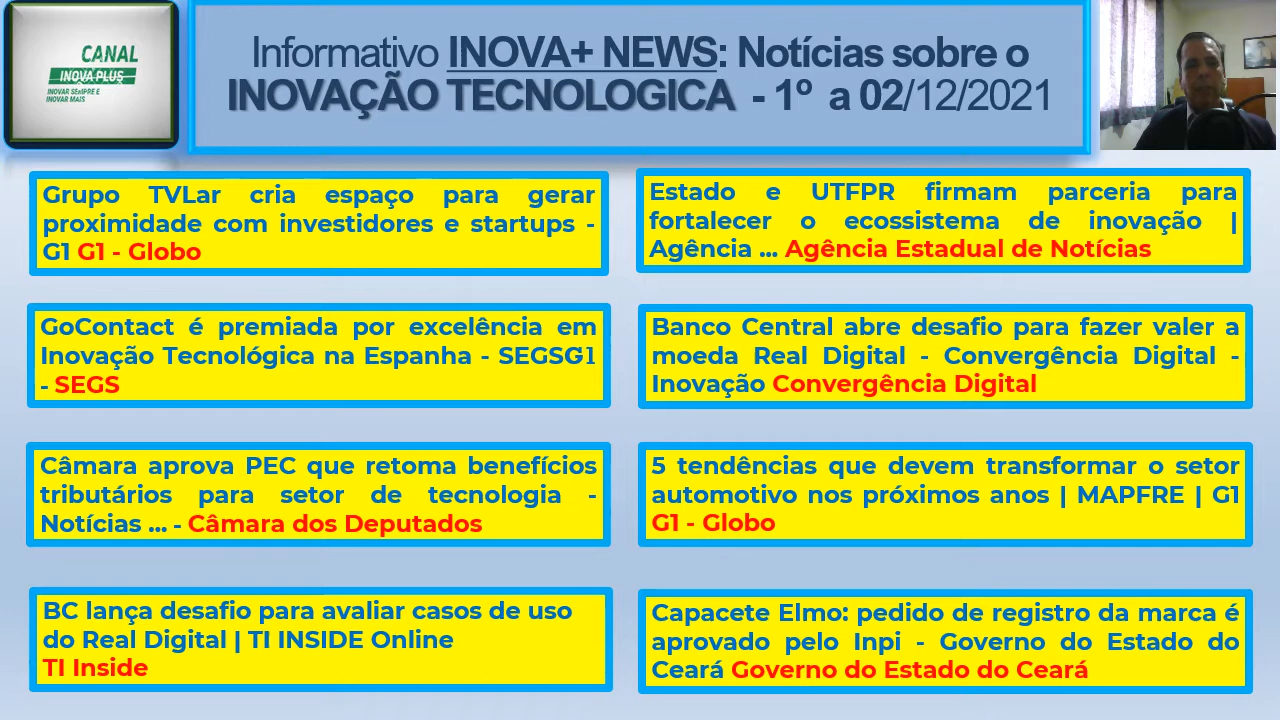 CANAL
INOVA-PLUS
INOVAR SEMPRE E
INOVAR MAIS
Informativo INOVA+ NEWS: Notícias sobre o
INOVAÇÃO TECNOLOGICA - 1º a 02/12/2021
Grupo TVLar cria espaço para gerar
proximidade com investidores e startups -
G1 G1 - Globo
Estado e UTFPR firmam parceria para
fortalecer o ecossistema de inovação |
Agência ... Agência Estadual de Notícias
GoContact é premiada por excelência em
Inovação Tecnológica na Espanha - SEGSG1
- SEGS
Banco Central abre desafio para fazer valer a
moeda Real Digital - Convergência Digital -
Inovação Convergência Digital
Câmara aprova PEC que retoma benefícios
tributários para setor de tecnologia -
Notícias ... - Câmara dos Deputados
5 tendências que devem transformar o setor
automotivo nos próximos anos | MAPFRE | G1
G1 - Globo
BC lança desafio para avaliar casos de uso
do Real Digital | TI INSIDE Online
TI Inside
Capacete Elmo: pedido de registro da marca é
aprovado pelo Inpi - Governo do Estado do
Ceará Governo do Estado do Ceará